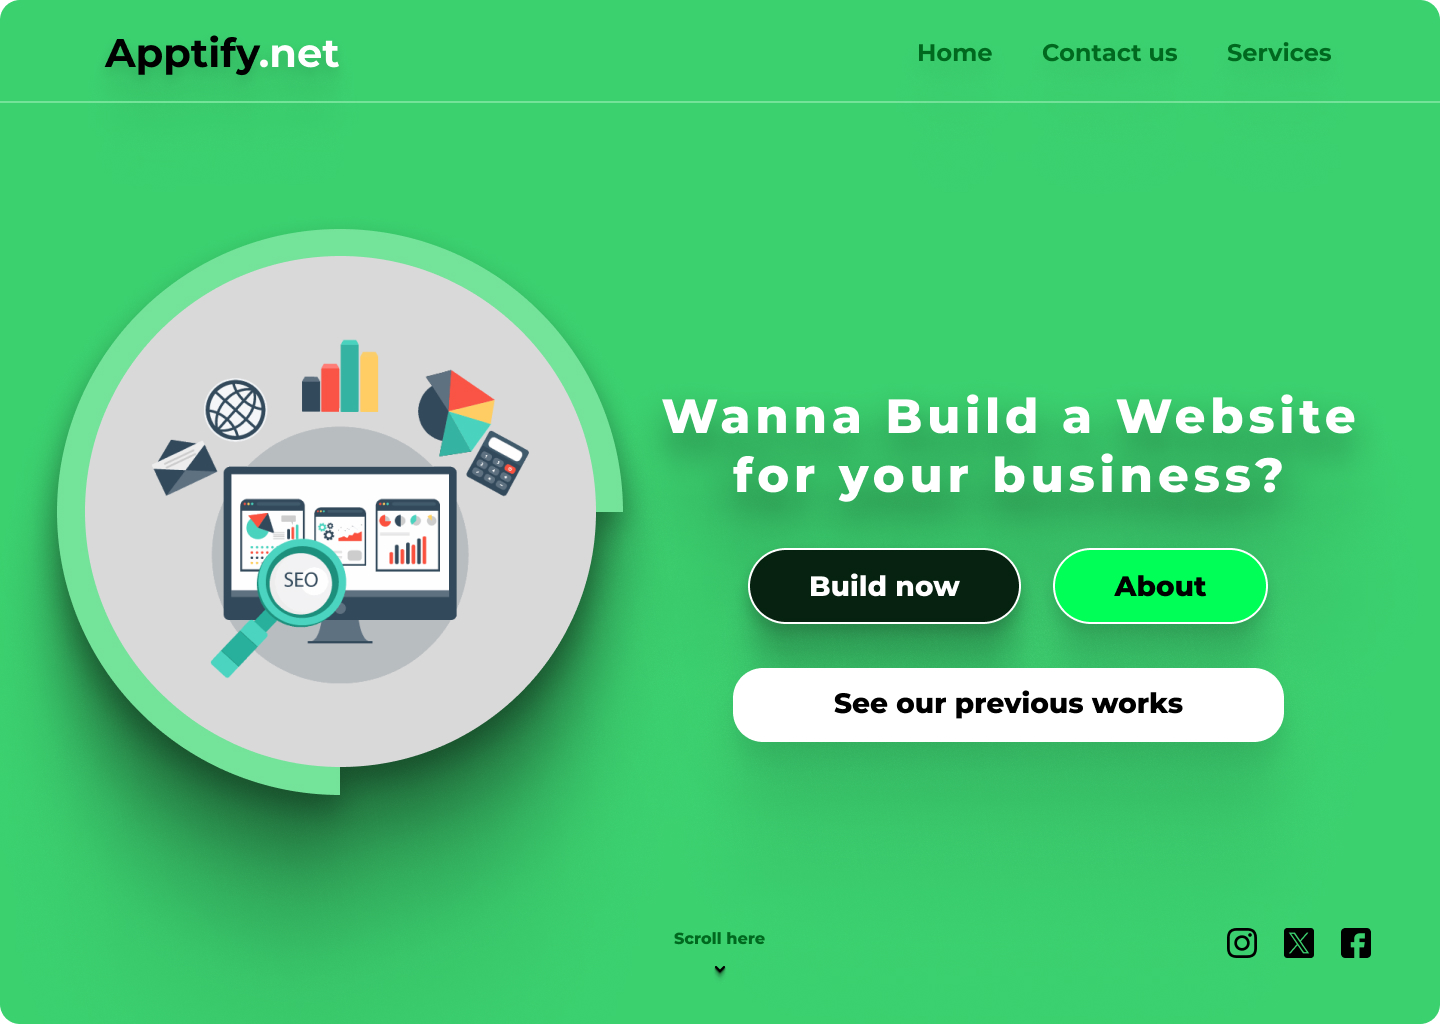 Apptify.net
Home Contact us Services
Wanna Build a Website
for your business?
Build now About
See our previous works
SEO
Scroll here